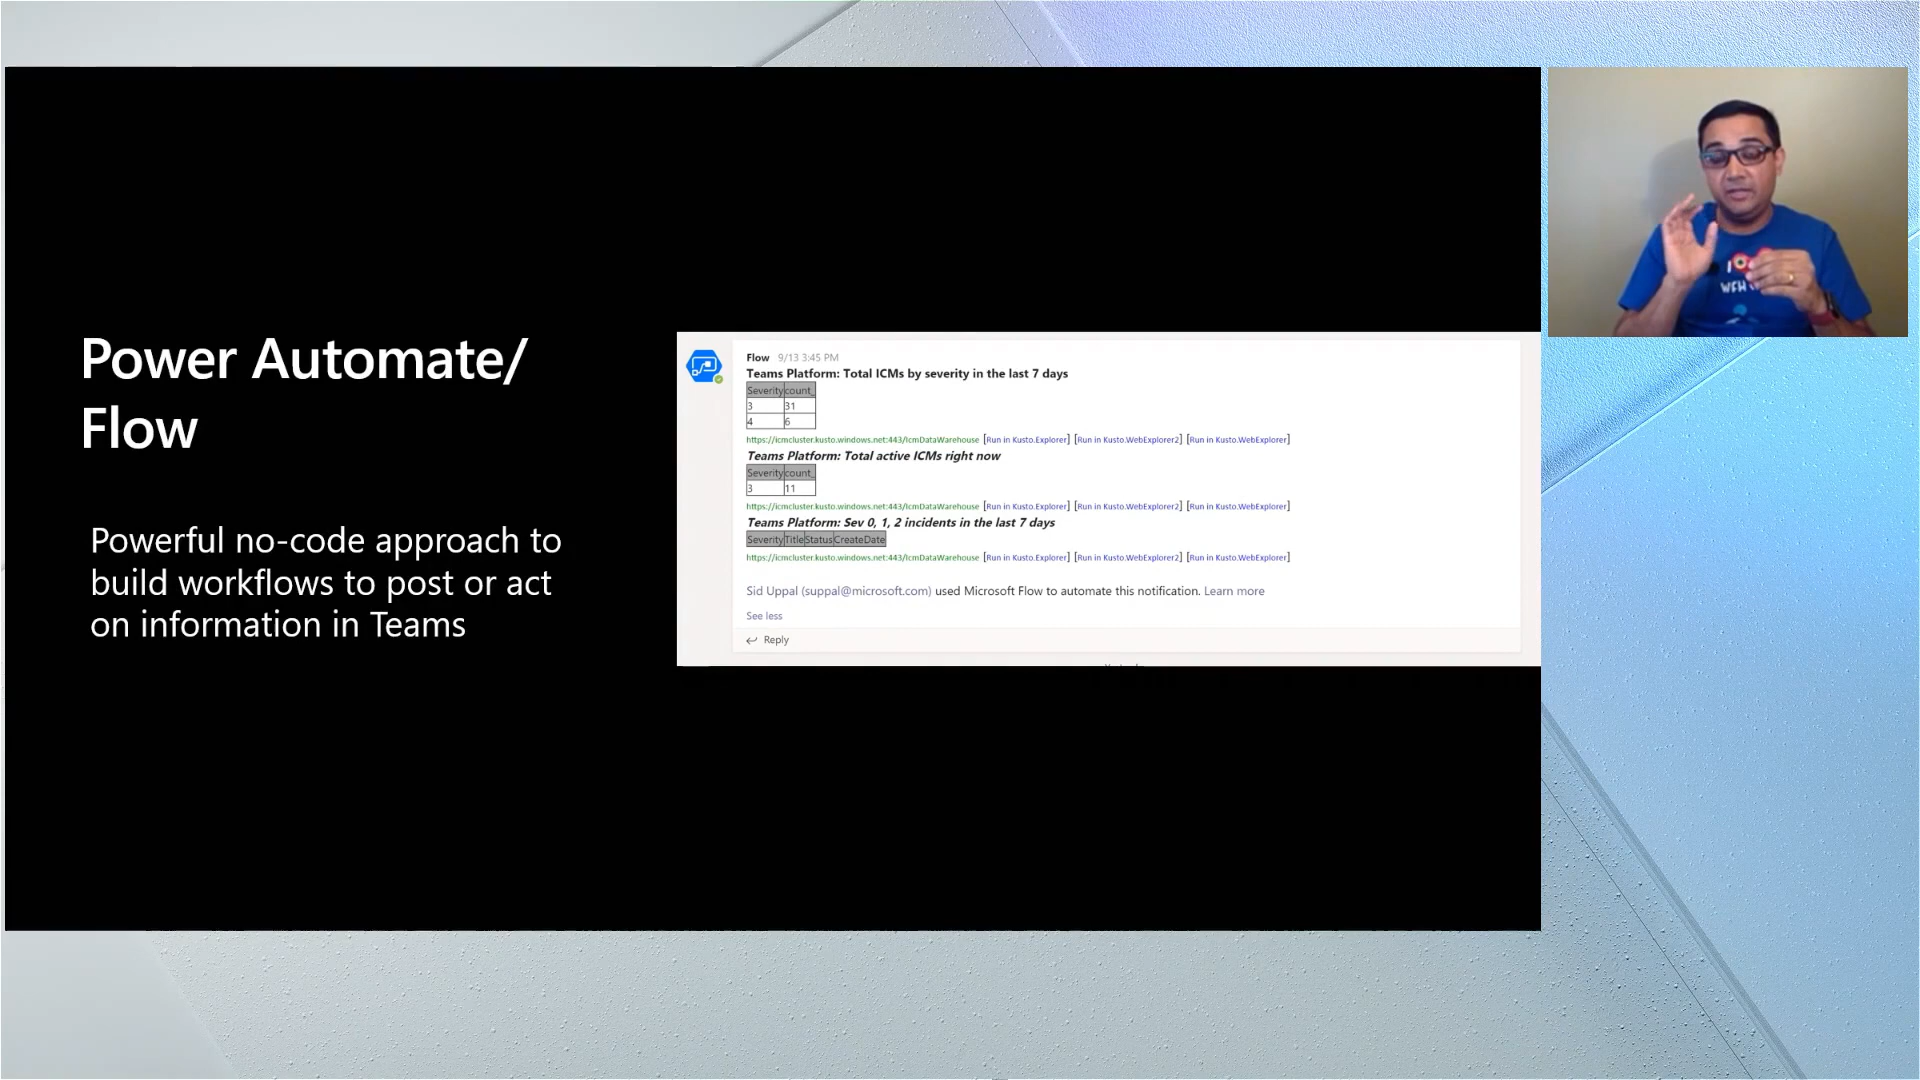 Power Automate/
Flow
Powerful no-code approach to
build workflows to post or act
on information in Teams
Flow 9/13 3:45 PM
Teams Platform: Total ICMs by severity in the last 7 days
Severity count_
3 31
4 6
https://icmcluster.kusto.windows.net:443/IcmDataWarehouse [Run in Kusto.Explorer] [Run in Kusto.WebExplorer2] [Run in Kusto.WebExplorer]
Teams Platform: Total active ICMs right now
Severity count_
3 11
https://icmcluster.kusto.windows.net:443/IcmDataWarehouse [Run in Kusto.Explorer] [Run in Kusto.WebExplorer2] [Run in Kusto.WebExplorer]
Teams Platform: Sev 0, 1, 2 incidents in the last 7 days
Severity Title Status CreateDate
https://icmcluster.kusto.windows.net:443/IcmDataWarehouse [Run in Kusto.Explorer] [Run in Kusto.WebExplorer2] [Run in Kusto.WebExplorer]
Sid Uppal (suppal@microsoft.com) used Microsoft Flow to automate this notification. Learn more
See less
Reply
I
WFH